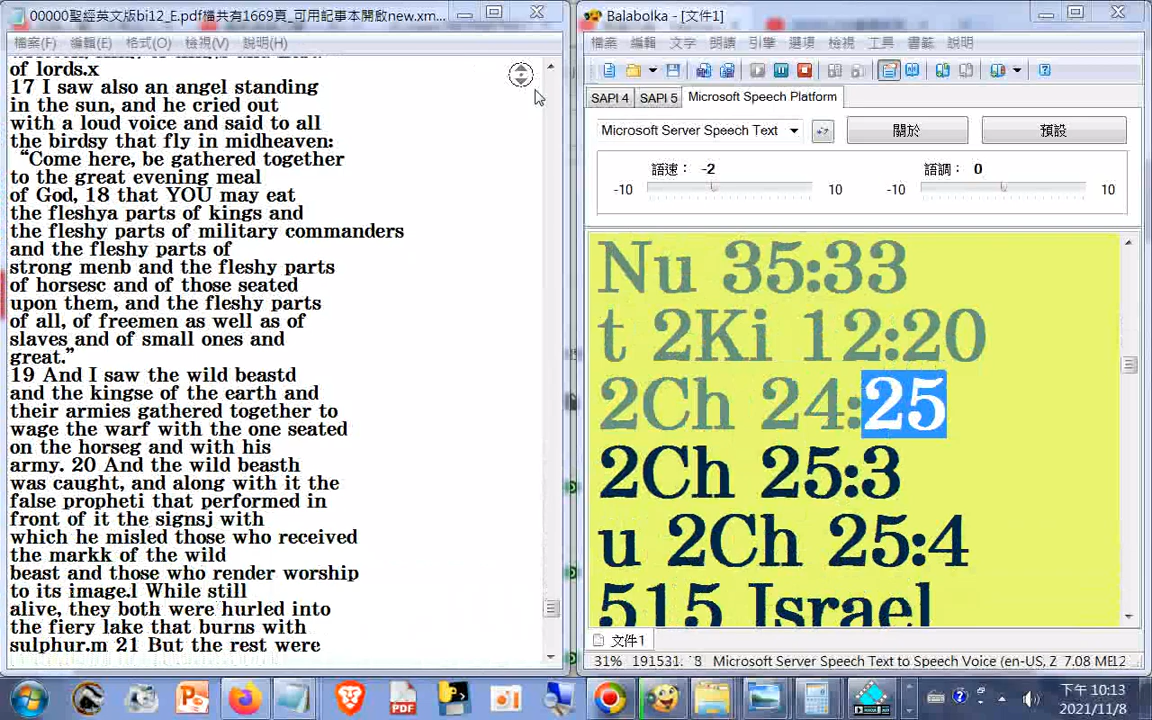 00000聖經英文版bi12_E.pdf檔共有1669頁_可用記事本開啟new.xm...
檔案(F) 編輯(E) 格式(O) 檢視(V) 說明(H)
of lords.x
17 I saw also an angel standing
in the sun, and he cried out
with a loud voice and said to all
the birdsy that fly in midheaven:
“Come here, be gathered together
to the great evening meal
of God, 18 that YOU may eat
the fleshya parts of kings and
the fleshy parts of military commanders
and the fleshy parts of
strong menb and the fleshy parts
of horsesc and of those seated
upon them, and the fleshy parts
of all, of freemen as well as of
slaves and of small ones and
great.”
19 And I saw the wild beastd
and the kingse of the earth and
their armies gathered together to
wage the warf with the one seated
on the horseg and with his
army. 20 And the wild beasth
was caught, and along with it the
false propheti that performed in
front of it the signsj with
which he misled those who received
the markk of the wild
beast and those who render worship
to its image.l While still
alive, they both were hurled into
the fiery lake that burns with
sulphur.m 21 But the rest were
Balabolka - [文件1]
檔案 編輯 文字 朗讀 引擎 選項 檢視 工具 書籤 說明
SAPI 4 SAPI 5 Microsoft Speech Platform
Microsoft Server Speech Text 關於 預設
語速: -2 語調: 0
-10 10 -10 10
Nu 35:33
t 2Ki 12:20
2Ch 24:25
2Ch 25:3
u 2Ch 25:4
515 Israel
文件1
31% Microsoft Server Speech Text to Speech Voice (en-US, Z 7.08 ME
下午 10:13
2021/11/8